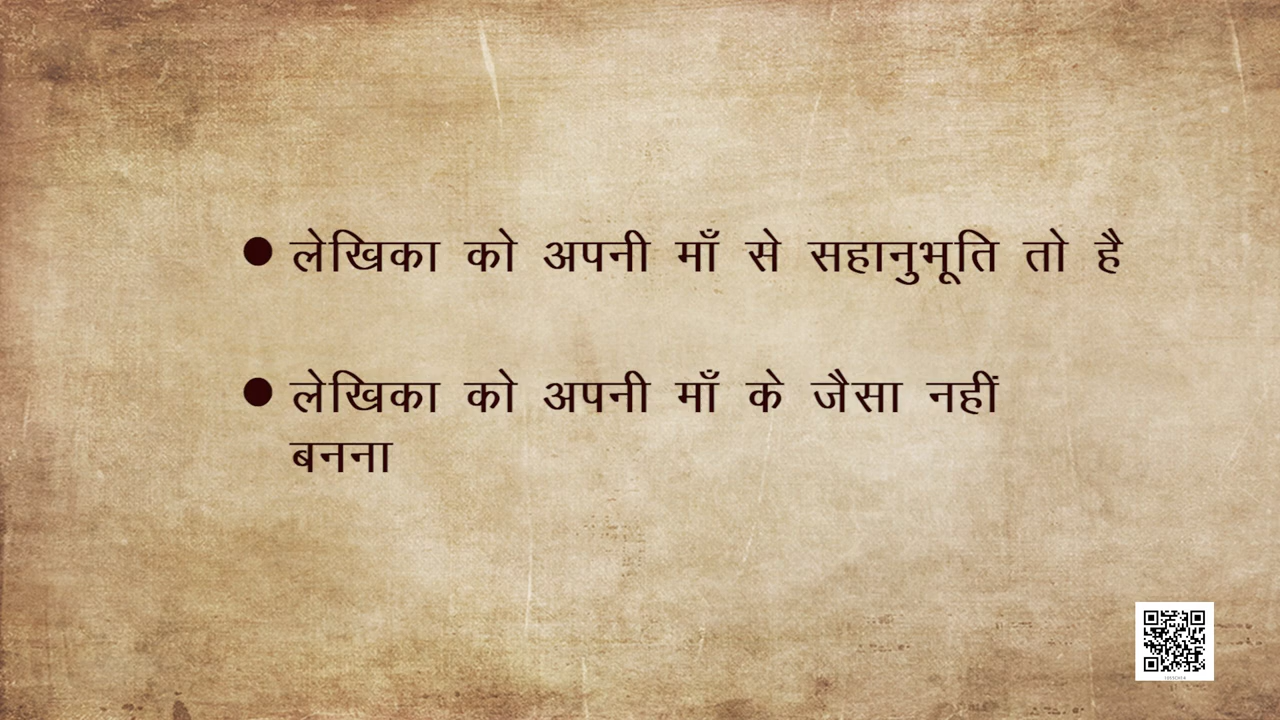 ● लेखिका को अपनी माँ से सहानुभूति तो है
● लेखिका को अपनी माँ के जैसा नहीं
बनना